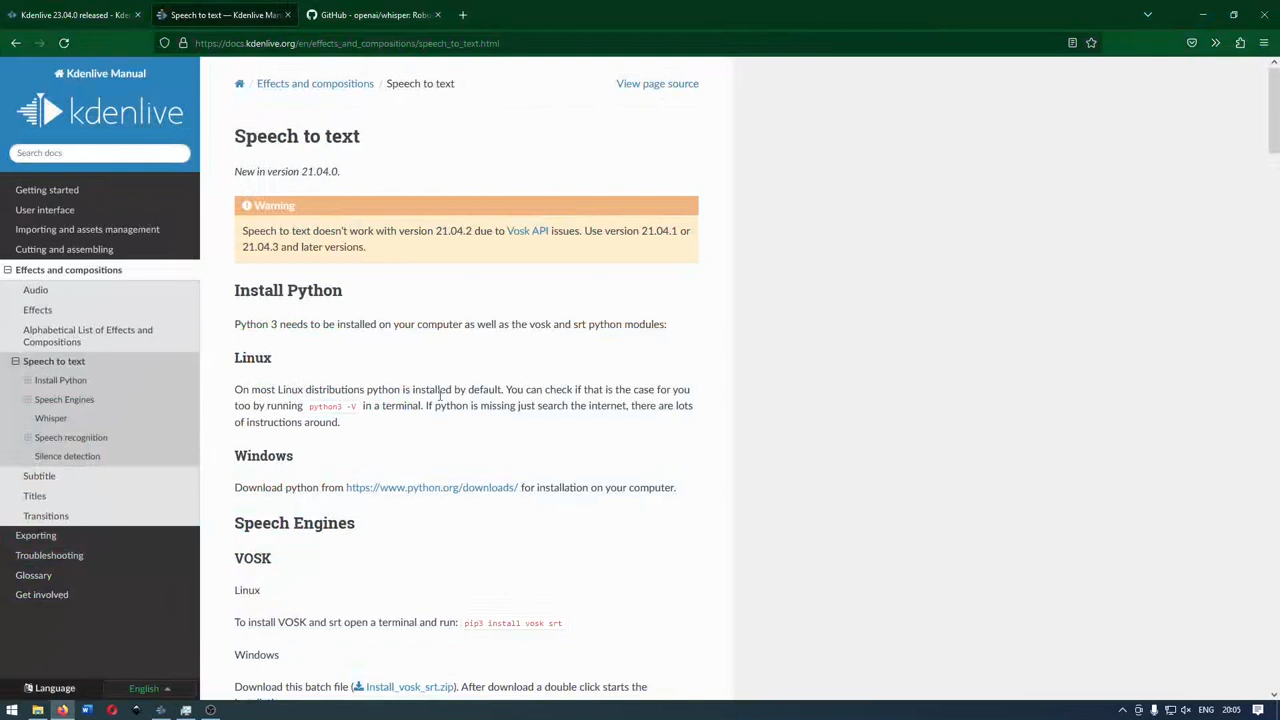 Kdenlive 23.04.0 released - Kden
Speech to text — Kdenlive Manual
GitHub - openai/whisper: Robu
https://docs.kdenlive.org/en/effects_and_compositions/speech_to_text.html
Kdenlive Manual
kdenlive
Search docs
Getting started
User interface
Importing and assets management
Cutting and assembling
Effects and compositions
Audio
Effects
Alphabetical List of Effects and
Compositions
Speech to text
Install Python
Speech Engines
Whisper
Speech recognition
Silence detection
Subtitle
Titles
Transitions
Exporting
Troubleshooting
Glossary
Get involved
Language
English
/ Effects and compositions / Speech to text
View page source
Speech to text
New in version 21.04.0.
Warning
Speech to text doesn't work with version 21.04.2 due to Vosk API issues. Use version 21.04.1 or
21.04.3 and later versions.
Install Python
Python 3 needs to be installed on your computer as well as the vosk and srt python modules:
Linux
On most Linux distributions python is installed by default. You can check if that is the case for you
too by running python3 -V in a terminal. If python is missing just search the internet, there are lots
of instructions around.
Windows
Download python from https://www.python.org/downloads/ for installation on your computer.
Speech Engines
VOSK
Linux
To install VOSK and srt open a terminal and run: pip3 install vosk srt
Windows
Download this batch file (Install_vosk_srt.zip). After download a double click starts the
ENG
20:05